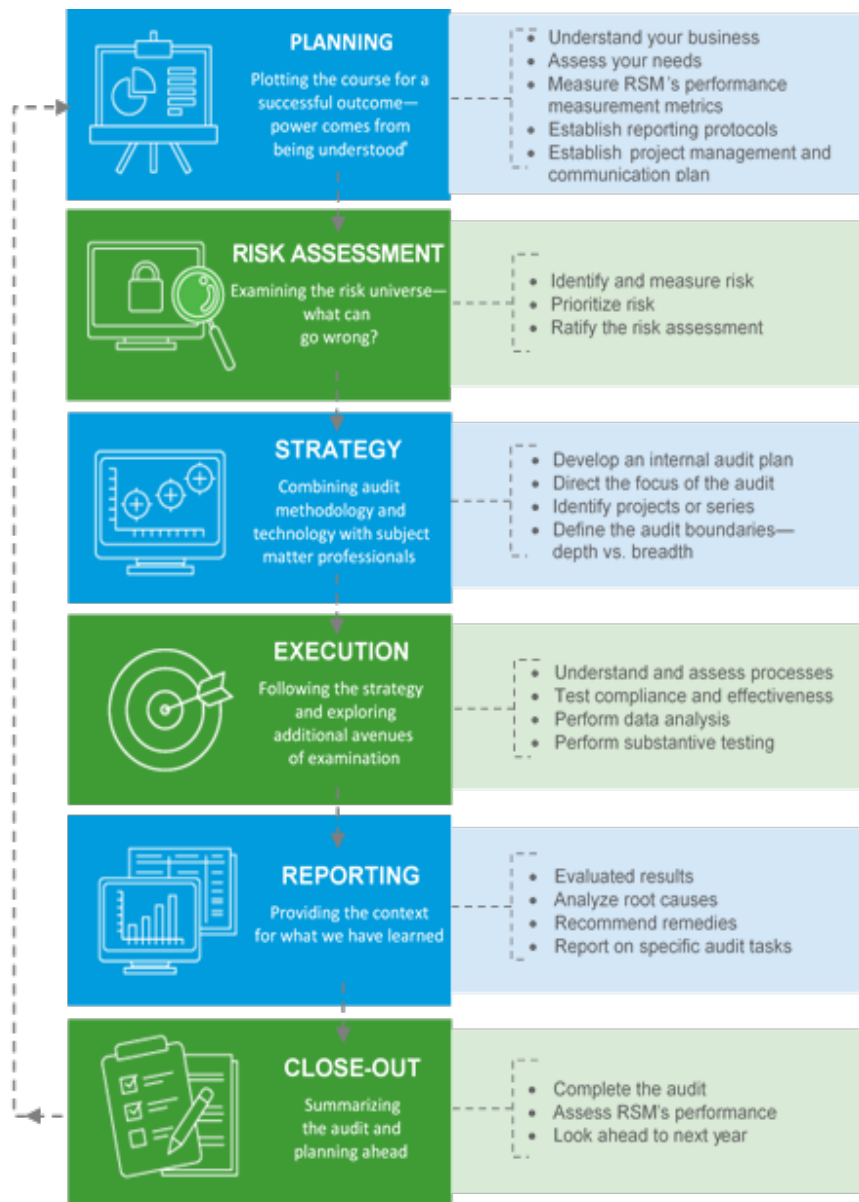 PLANNING
Plotting the course for a
successful outcome—
power comes from
being understood®
Understand your business
Assess your needs
Measure RSM's performance
measurement metrics
Establish reporting protocols
Establish project management and
communication plan
RISK ASSESSMENT
Examining the risk universe—
what can
go wrong?
Identify and measure risk
Prioritize risk
Ratify the risk assessment
STRATEGY
Combining audit
methodology and
technology with subject
matter professionals
Develop an internal audit plan
Direct the focus of the audit
Identify projects or series
Define the audit boundaries—
depth vs. breadth
EXECUTION
Following the strategy
and exploring
additional avenues
of examination
Understand and assess processes
Test compliance and effectiveness
Perform data analysis
Perform substantive testing
REPORTING
Providing the context
for what we have learned
Evaluated results
Analyze root causes
Recommend remedies
Report on specific audit tasks
CLOSE-OUT
Summarizing
the audit and
planning ahead
Complete the audit
Assess RSM's performance
Look ahead to next year